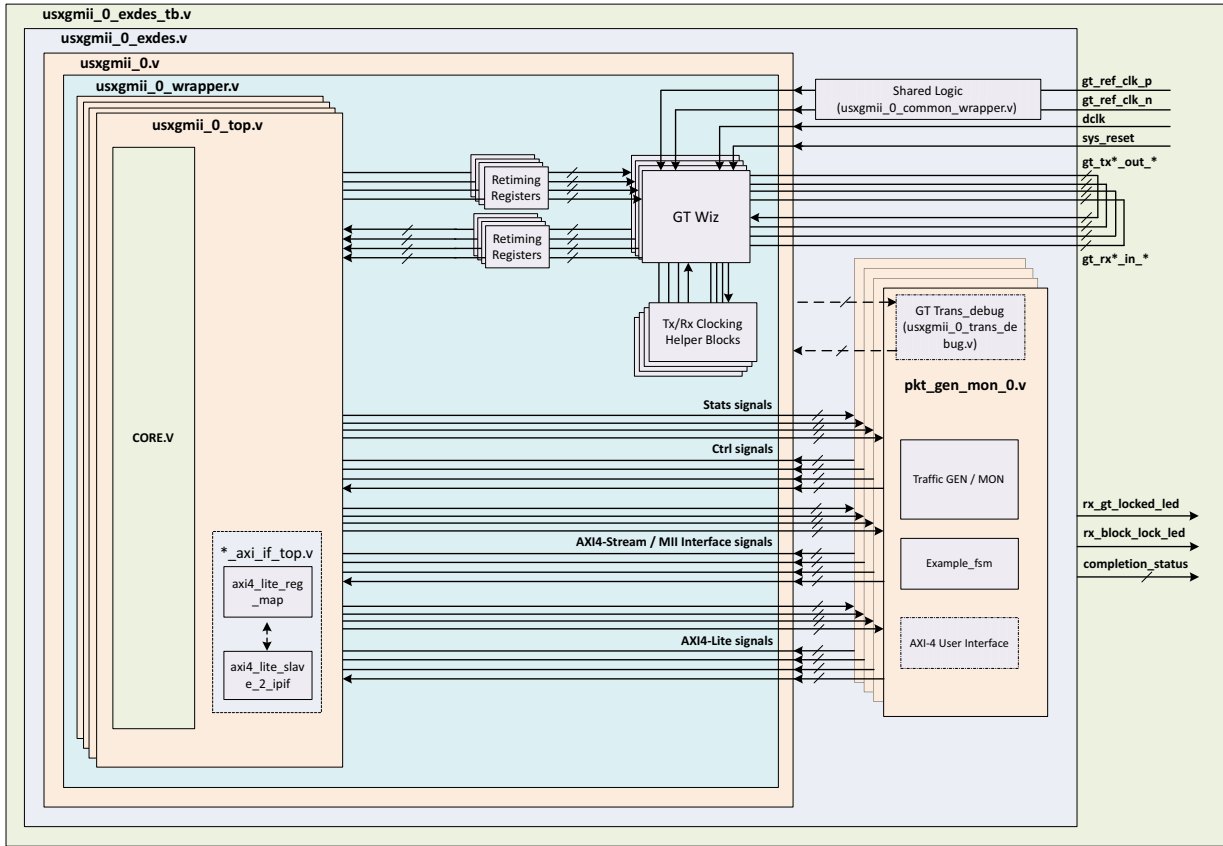 usxgmii_0_exdes_tb.v
usxgmii_0_exdes.v
usxgmii_0.v
usxgmii_0_wrapper.v
usxgmii_0_top.v
CORE.V
*_axi_if_top.v
axi4_lite_reg
_map
axi4_lite_slav
e_2_ipif
Retiming
Registers
Retiming
Registers
GT Wiz
Tx/Rx Clocking
Helper Blocks
Shared Logic
(usxgmii_0_common_wrapper.v)
gt_ref_clk_p
gt_ref_clk_n
dclk
sys_reset
gt_tx*_out_*
gt_rx*_in_*
GT Trans_debug
(usxgmii_0_trans_de
bug.v)
pkt_gen_mon_0.v
Stats signals
Ctrl signals
AXI4-Stream / MII Interface signals
AXI4-Lite signals
Traffic GEN / MON
Example_fsm
AXI-4 User Interface
rx_gt_locked_led
rx_block_lock_led
completion_status